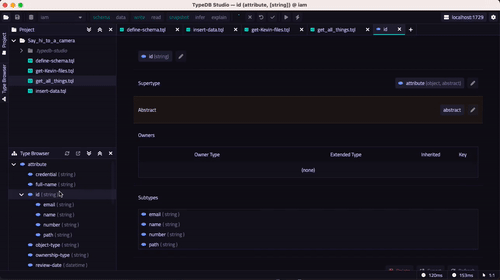 TypeDB Studio — id (attribute, [string]) @ iam
schema data write read snapshot infer explain iam localhost:1729
Project
Say_hi_to_a_camera
typedb-studio
define-schema.tql
get-Kevin-files.tql
get_all_things.tql
insert-data.tql
Project
Type Browser
define-schema.tql insert-data.tql get-Kevin-files.tql get_all_things.tql id
id (string)
Supertype attribute (object, abstract)
Abstract abstract
Owners
Owner Type Extended Type Inherited Key
(none)
Subtypes
email (string)
name (string)
number (string)
path (string)
Type Browser
attribute
credential (string)
full-name (string)
id (string)
email (string)
name (string)
number (string)
path (string)
object-type (string)
ownership-type (string)
review-date (datetime)
120ms 153ms 1:1